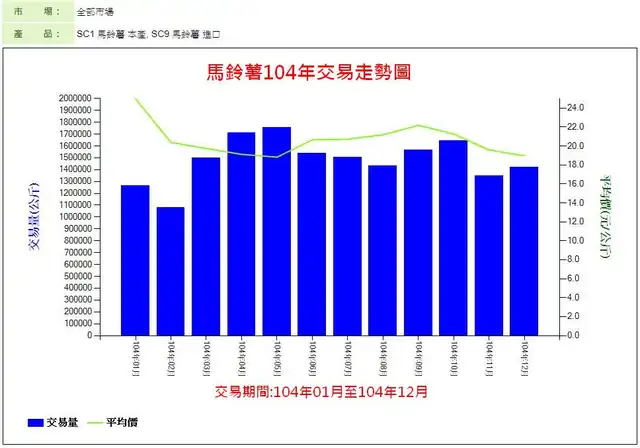 市 場： 全部市場
產 品： SC1 馬鈴薯 本產, SC9 馬鈴薯 進口
馬鈴薯104年交易走勢圖
2000000
1900000
1800000
1700000
1600000
1500000
1400000
1300000
1200000
1100000
1000000
900000
800000
700000
600000
500000
400000
300000
200000
100000
0
交易量(公斤)
24.0
22.0
20.0
18.0
16.0
14.0
12.0
10.0
8.0
6.0
4.0
2.0
0.0
平均價(元/公斤)
104年01月
104年02月
104年03月
104年04月
104年05月
104年06月
104年07月
104年08月
104年09月
104年10月
104年11月
104年12月
交易期間:104年01月至104年12月
交易量 平均價